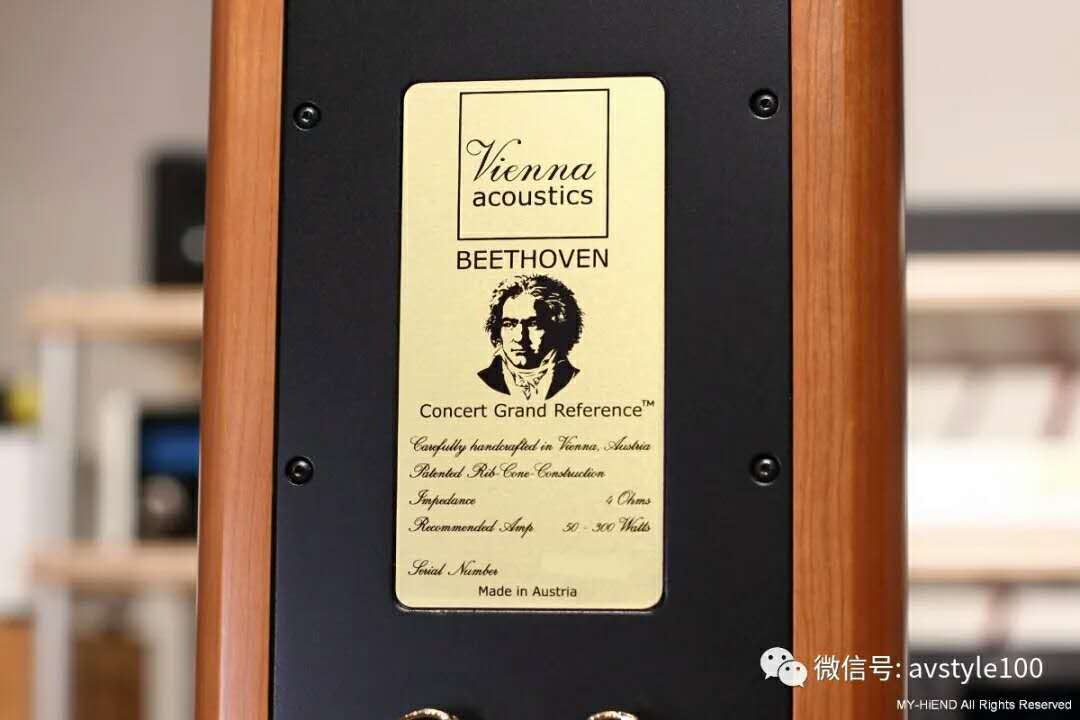 Vienna
acoustics
BEETHOVEN
Concert Grand Reference™
Carefully handcrafted in Vienna, Austria
Patented Rib-Cone-Construction
Impedance 4 Ohms
Recommended Amp 50 - 300 Watts
Serial Number
Made in Austria
微信号: avstyle100
MY-HiEND All Rights Reserved